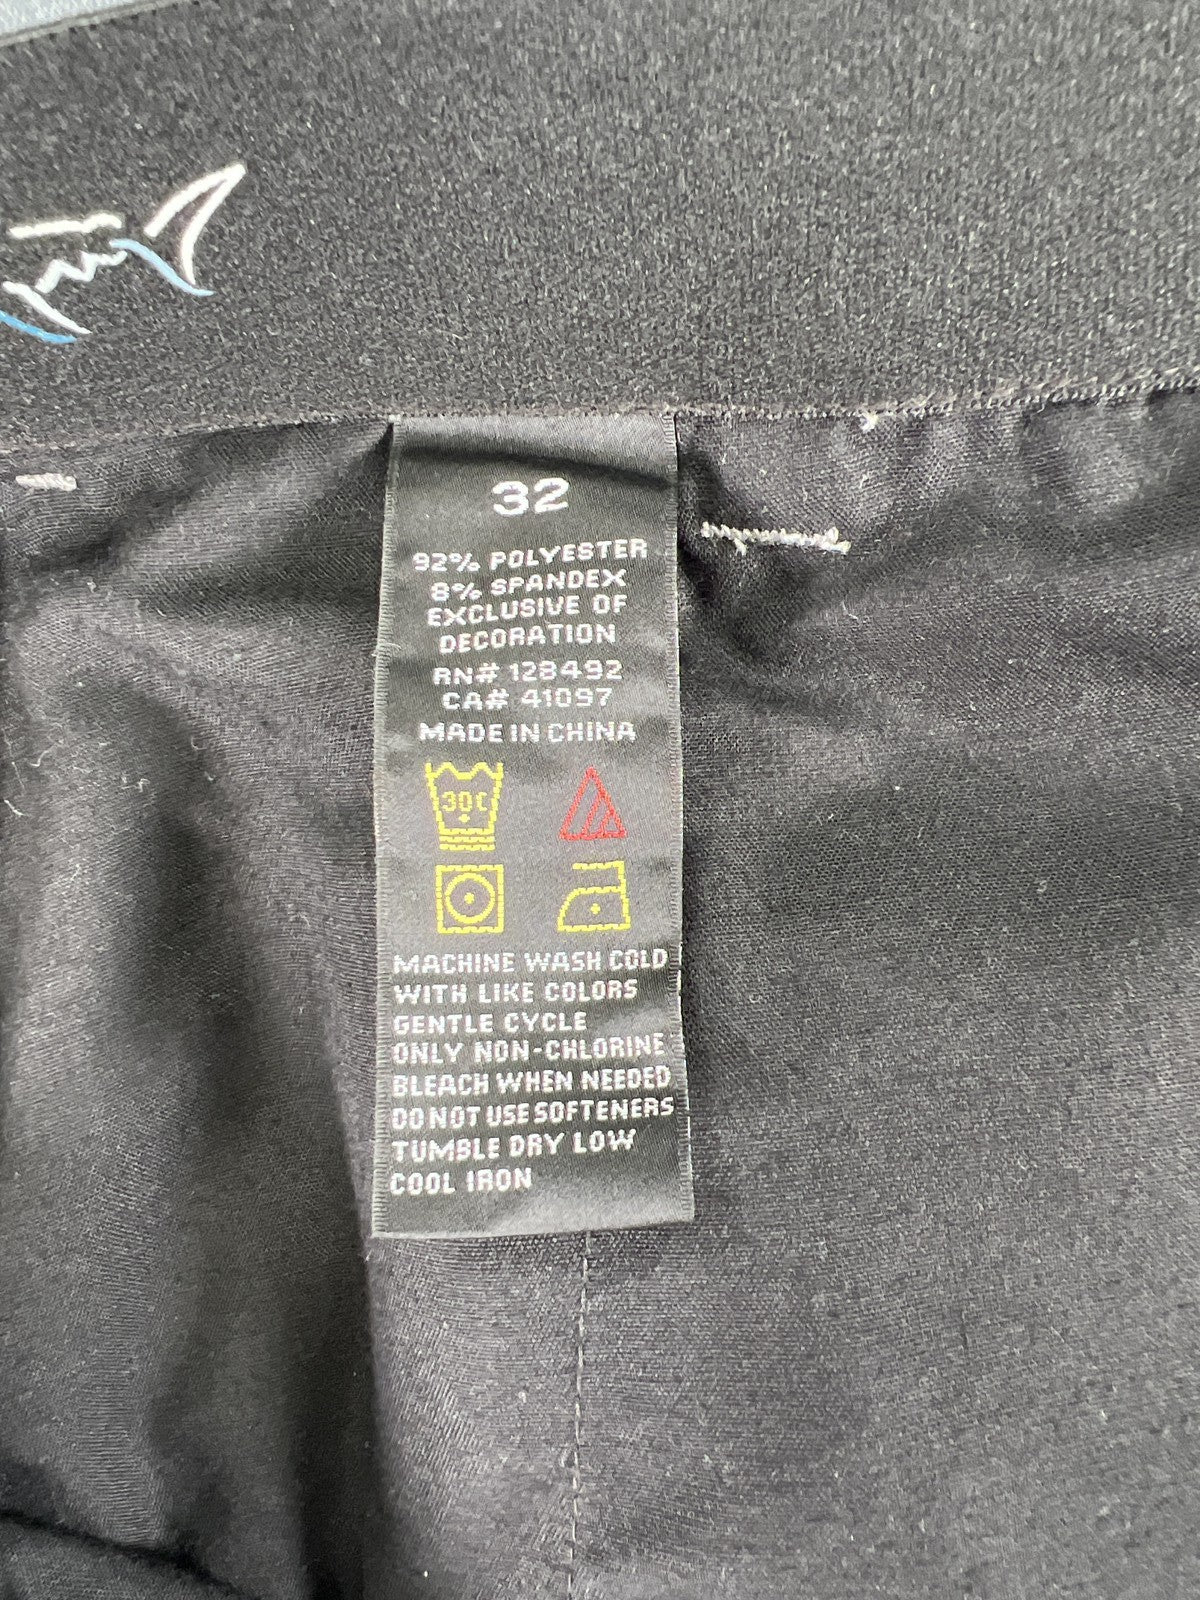 32
92% POLYESTER
8% SPANDEX
EXCLUSIVE OF
DECORATION
RN# 128492
CA# 41097
MADE IN CHINA
30C
MACHINE WASH COLD
WITH LIKE COLORS
GENTLE CYCLE
ONLY NON-CHLORINE
BLEACH WHEN NEEDED
DO NOT USE SOFTENERS
TUMBLE DRY LOW
COOL IRON